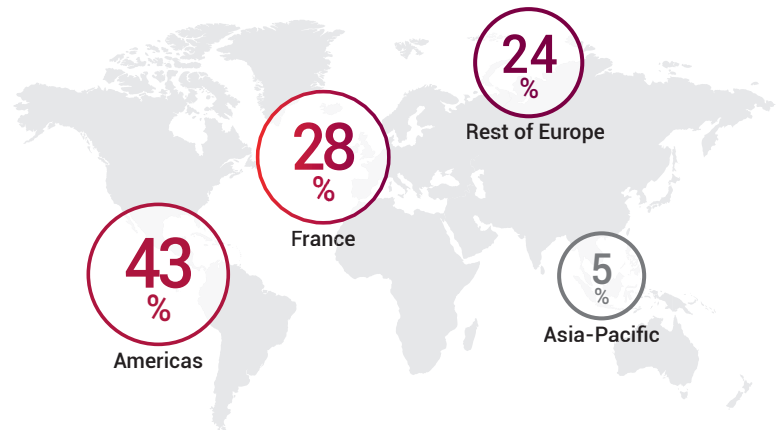 24
%
Rest of Europe
28
%
France
43
%
Americas
5
%
Asia-Pacific